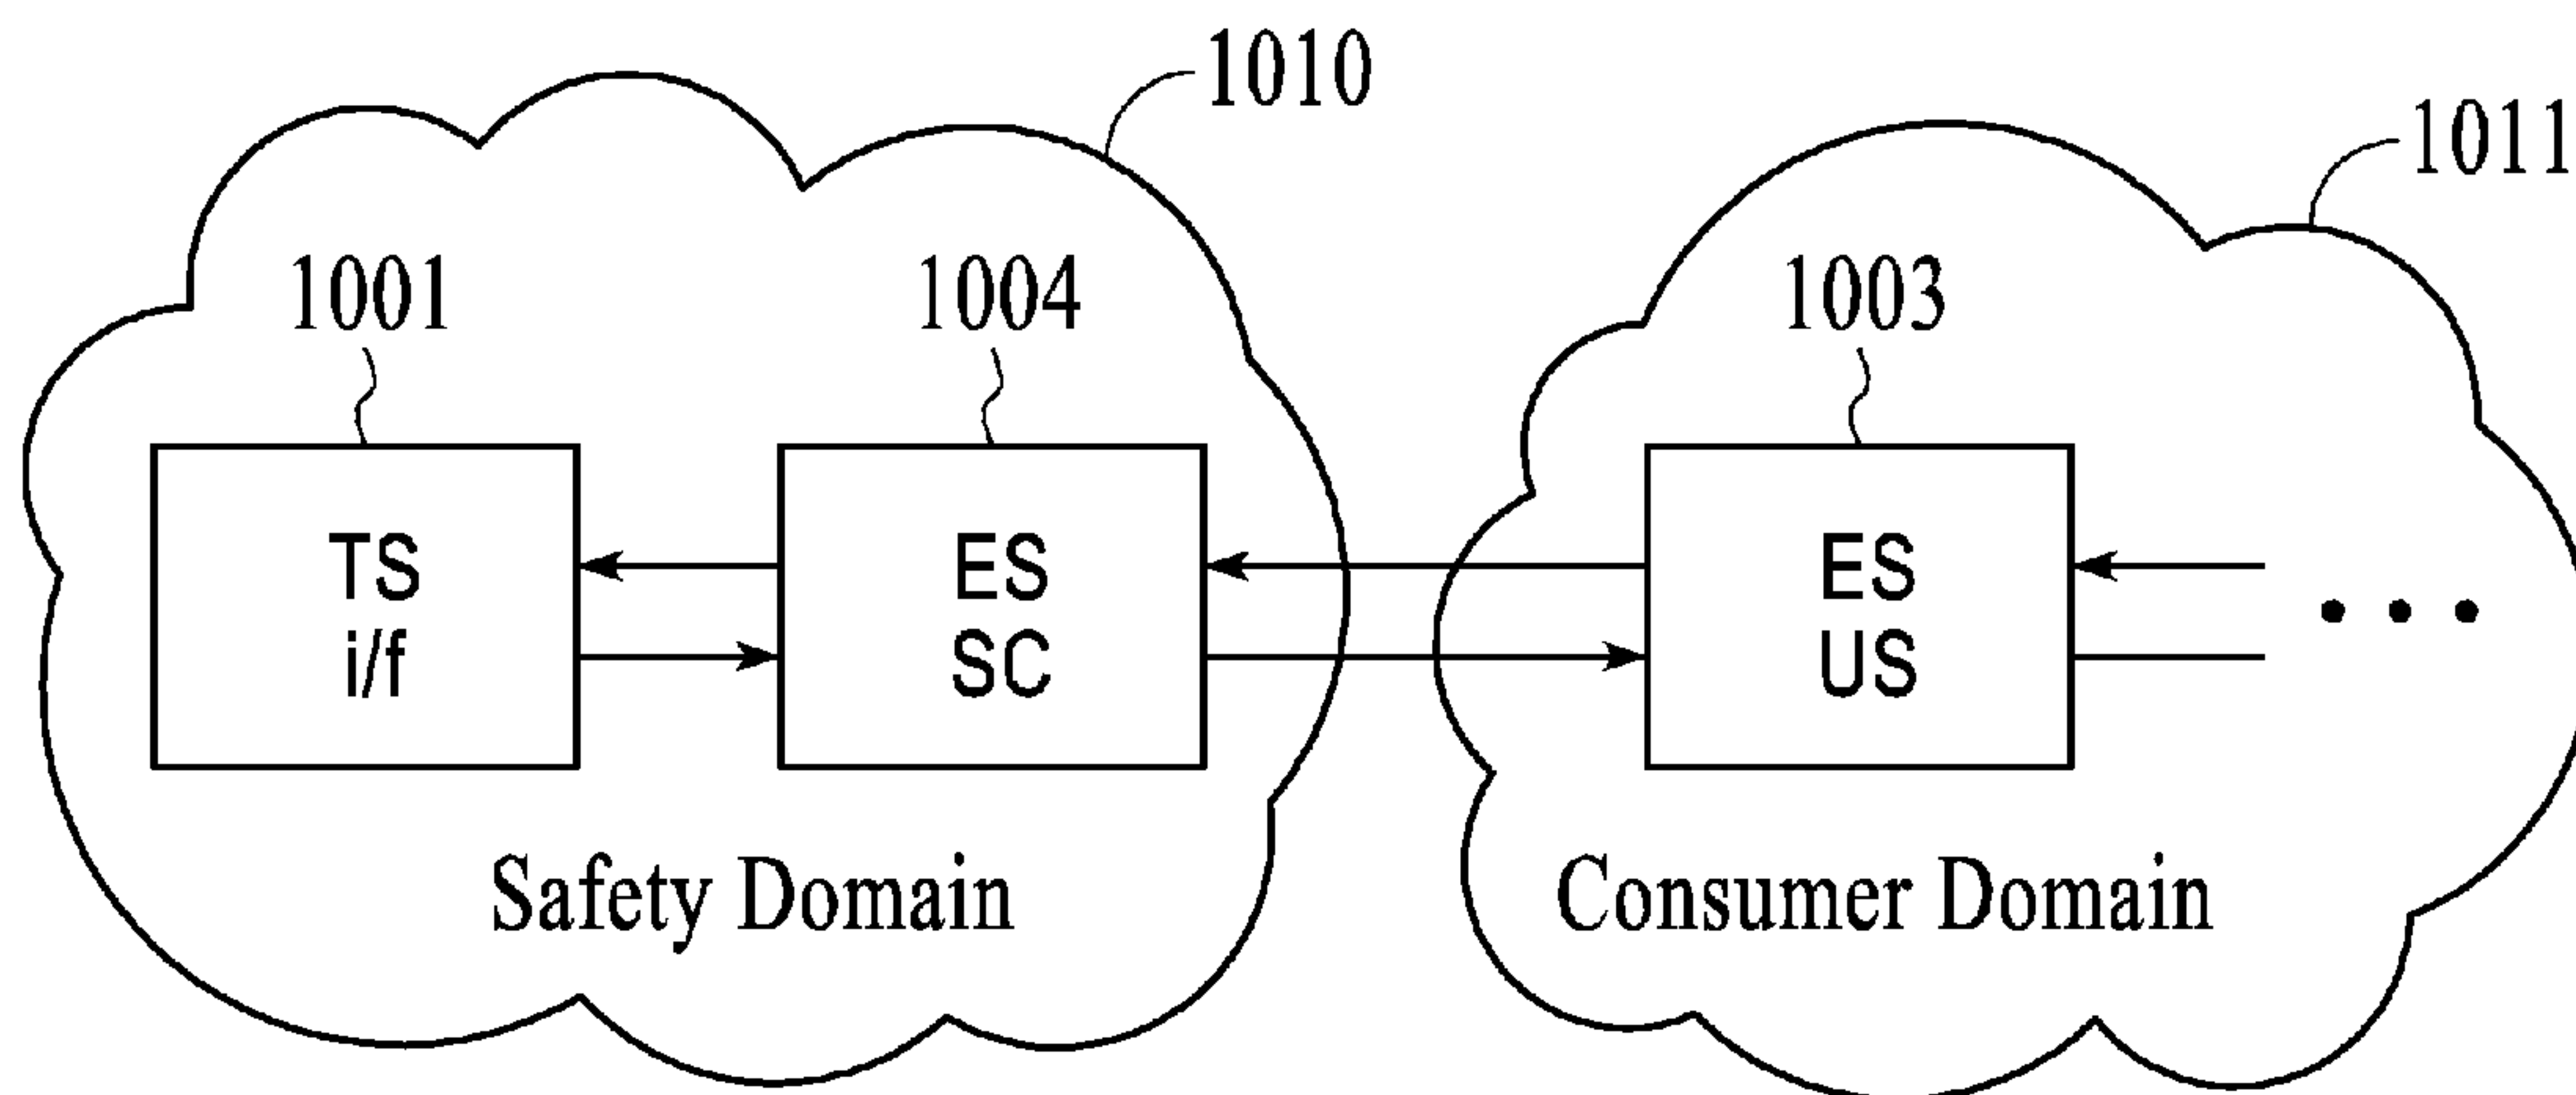 1010
1011
1001
1004
1003
TS
i/f
ES
SC
ES
US
Safety Domain
Consumer Domain